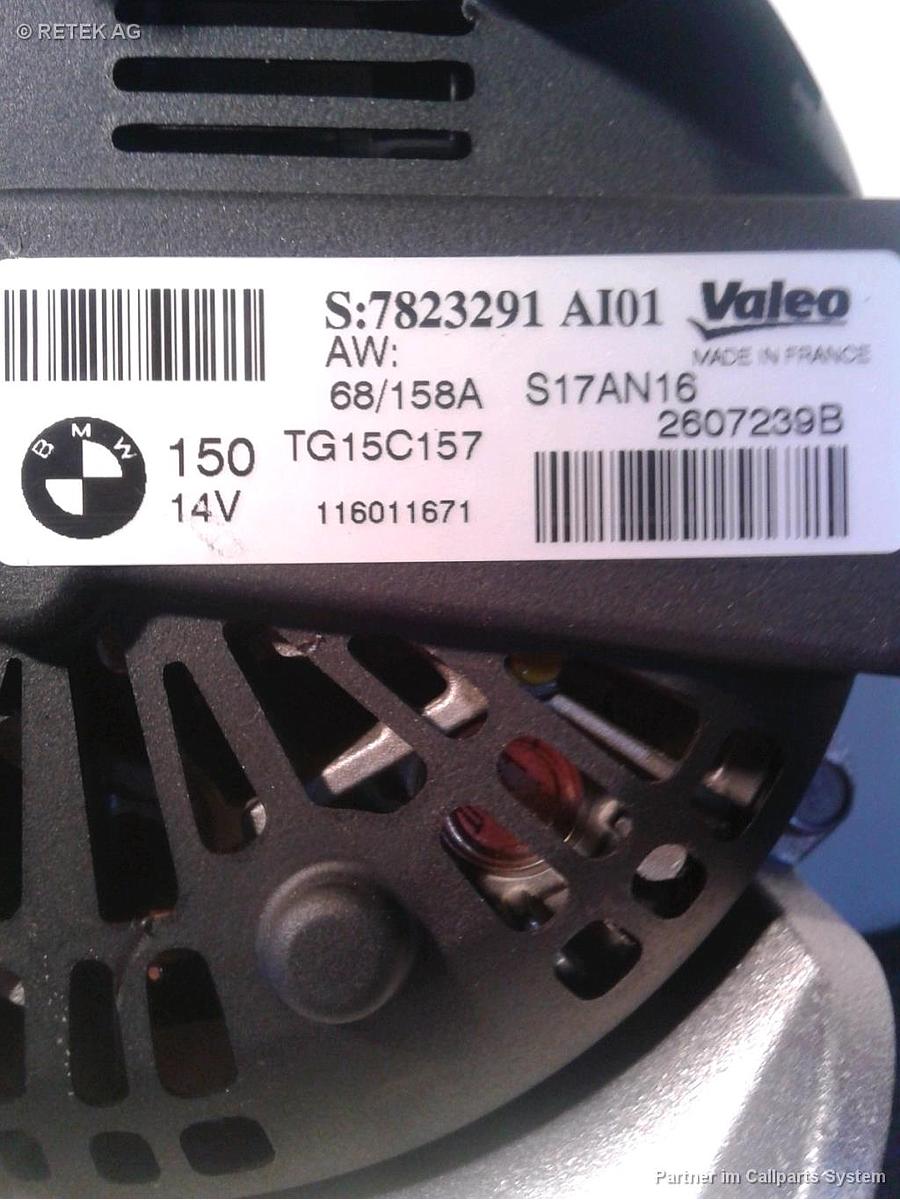 © RETEK AG
S:7823291 AI01
Valeo
MADE IN FRANCE
AW:
68/158A
S17AN16
2607239B
BMW
150
TG15C157
14V
116011671
Partner im Callparts System